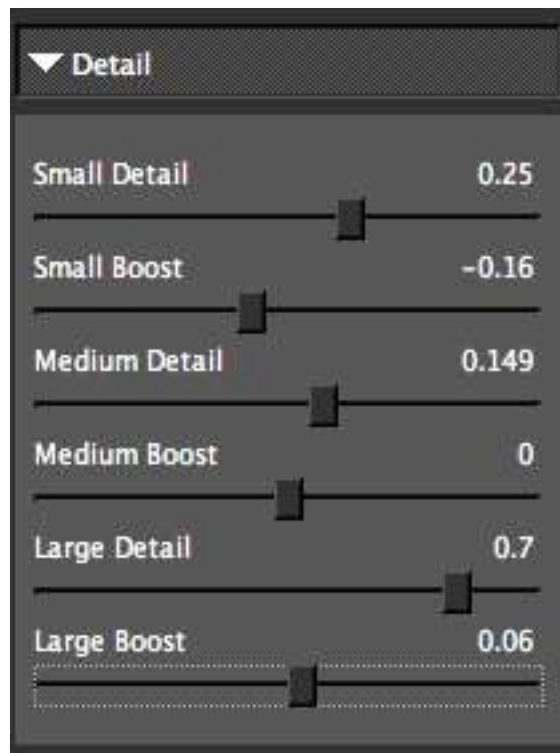 Detail
Small Detail 0.25
Small Boost -0.16
Medium Detail 0.149
Medium Boost 0
Large Detail 0.7
Large Boost 0.06